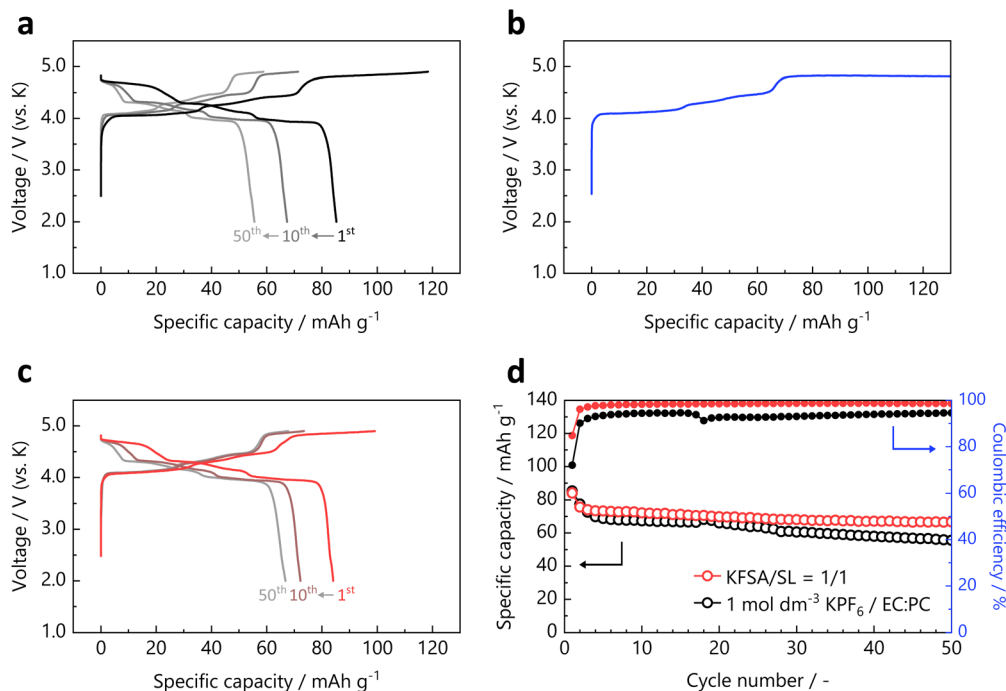 a
5.0
4.0
3.0
2.0
1.0
Voltage / V (vs. K)
50th ← 10th ← 1st
0 20 40 60 80 100 120
Specific capacity / mAh g-1
b
5.0
4.0
3.0
2.0
1.0
Voltage / V (vs. K)
0 20 40 60 80 100 120
Specific capacity / mAh g-1
c
5.0
4.0
3.0
2.0
1.0
Voltage / V (vs. K)
50th 10th ← 1st
0 20 40 60 80 100 120
Specific capacity / mAh g-1
d
140
120
100
80
60
40
20
0
Specific capacity / mAh g-1
100
80
60
40
20
0
Coulombic efficiency / %
KFSA/SL = 1/1
1 mol dm-3 KPF6 / EC:PC
0 10 20 30 40 50
Cycle number / -